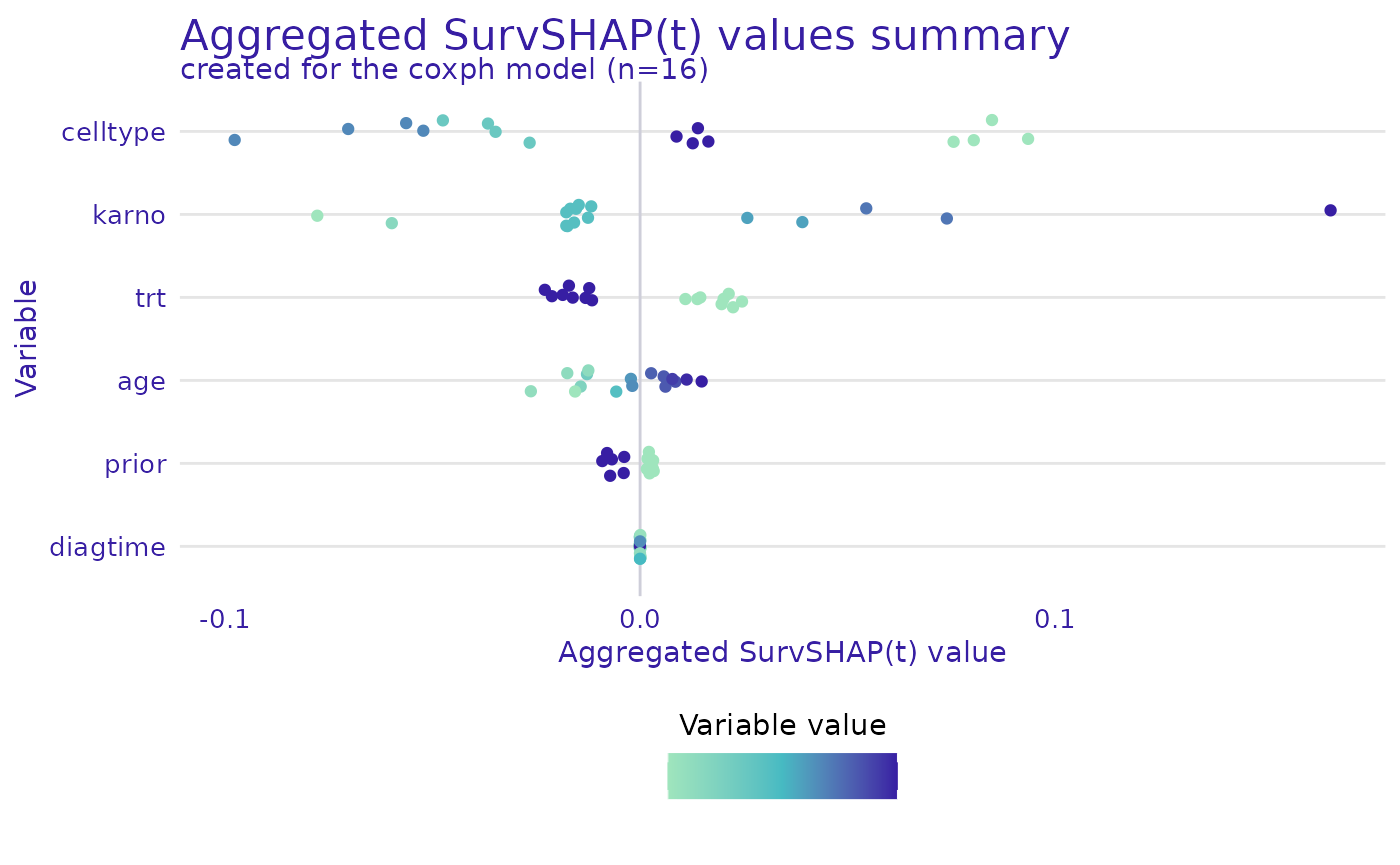 Aggregated SurvSHAP(t) values summary
created for the coxph model (n=16)
celltype
karno
trt
age
prior
diagtime
Variable
-0.1
0.0
0.1
Aggregated SurvSHAP(t) value
Variable value